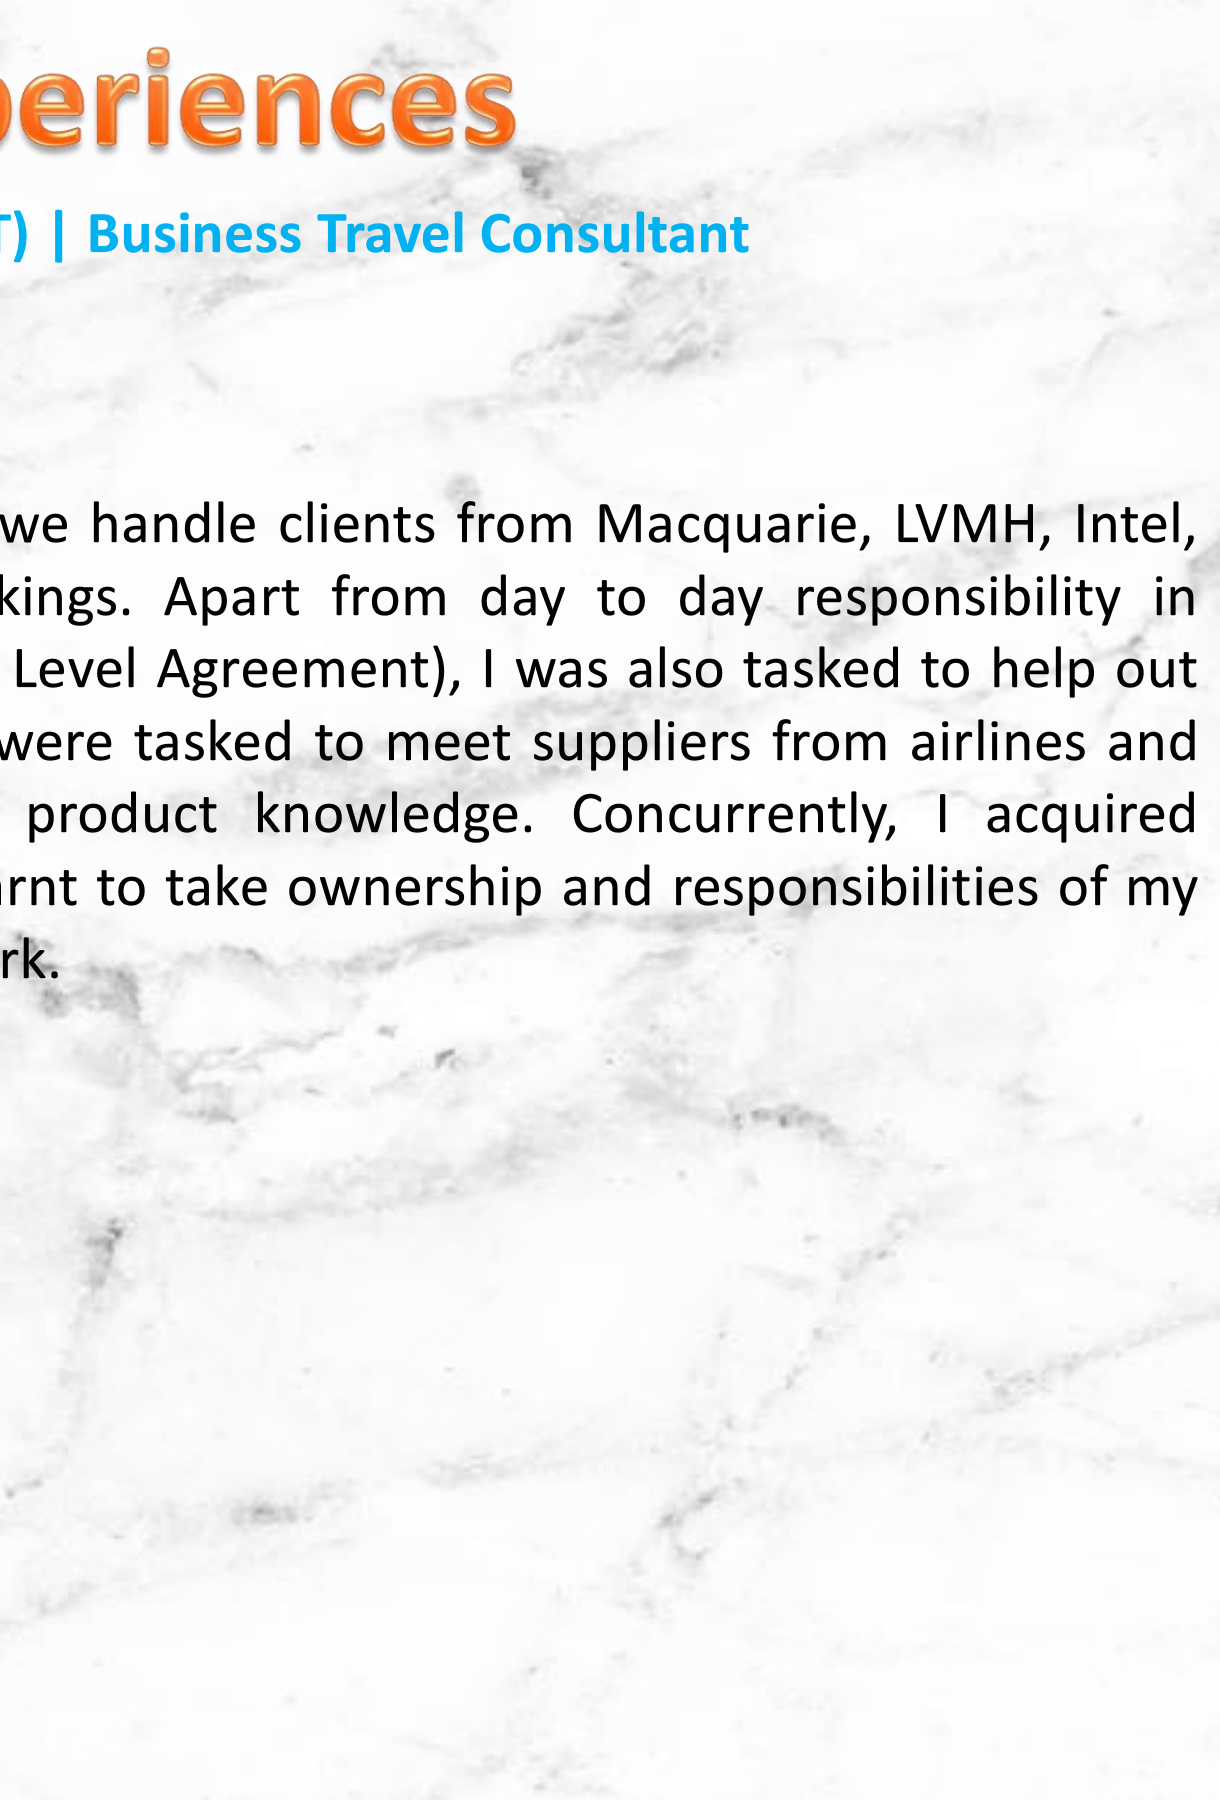 periences
T) | Business Travel Consultant
we handle clients from Macquarie, LVMH, Intel,
kings. Apart from day to day responsibility in
Level Agreement), I was also tasked to help out
were tasked to meet suppliers from airlines and
product knowledge. Concurrently, I acquired
arnt to take ownership and responsibilities of my
rk.